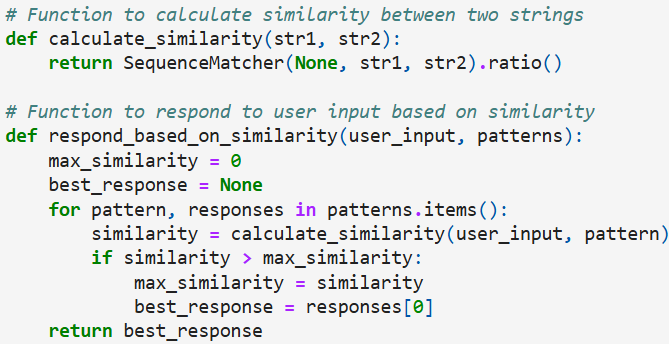 # Function to calculate similarity between two strings
def calculate_similarity(str1, str2):
    return SequenceMatcher(None, str1, str2).ratio()

# Function to respond to user input based on similarity
def respond_based_on_similarity(user_input, patterns):
    max_similarity = 0
    best_response = None
    for pattern, responses in patterns.items():
        similarity = calculate_similarity(user_input, pattern)
        if similarity > max_similarity:
            max_similarity = similarity
            best_response = responses[0]
    return best_response